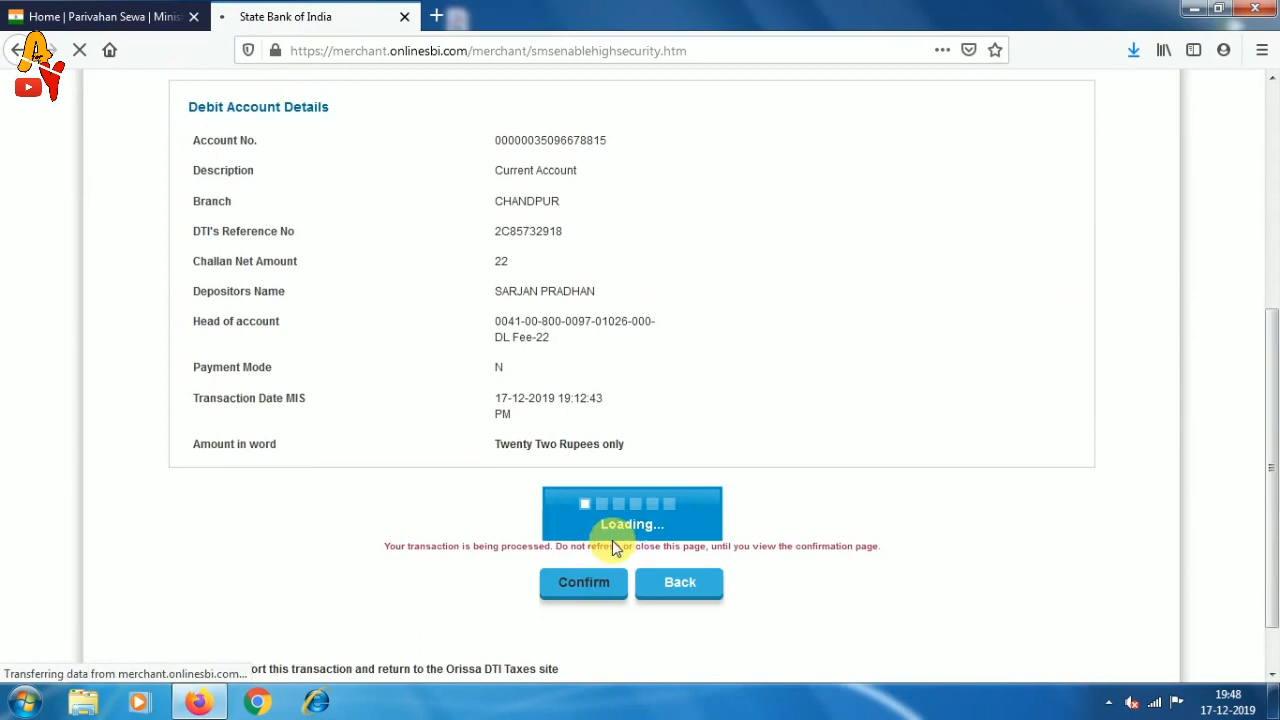 Home | Parivahan Sewa | Minis
State Bank of India
https://merchant.onlinesbi.com/merchant/smsenablehighsecurity.htm
Debit Account Details
Account No. 00000035096678815
Description Current Account
Branch CHANDPUR
DTI's Reference No 2C85732918
Challan Net Amount 22
Depositors Name SARJAN PRADHAN
Head of account 0041-00-800-0097-01026-000-
DL Fee-22
Payment Mode N
Transaction Date MIS 17-12-2019 19:12:43
PM
Amount in word Twenty Two Rupees only
Loading...
Your transaction is being processed. Do not refresh or close this page, until you view the confirmation page.
Confirm Back
ort this transaction and return to the Orissa DTI Taxes site
Transferring data from merchant.onlinesbi.com...
19:48
17-12-2019